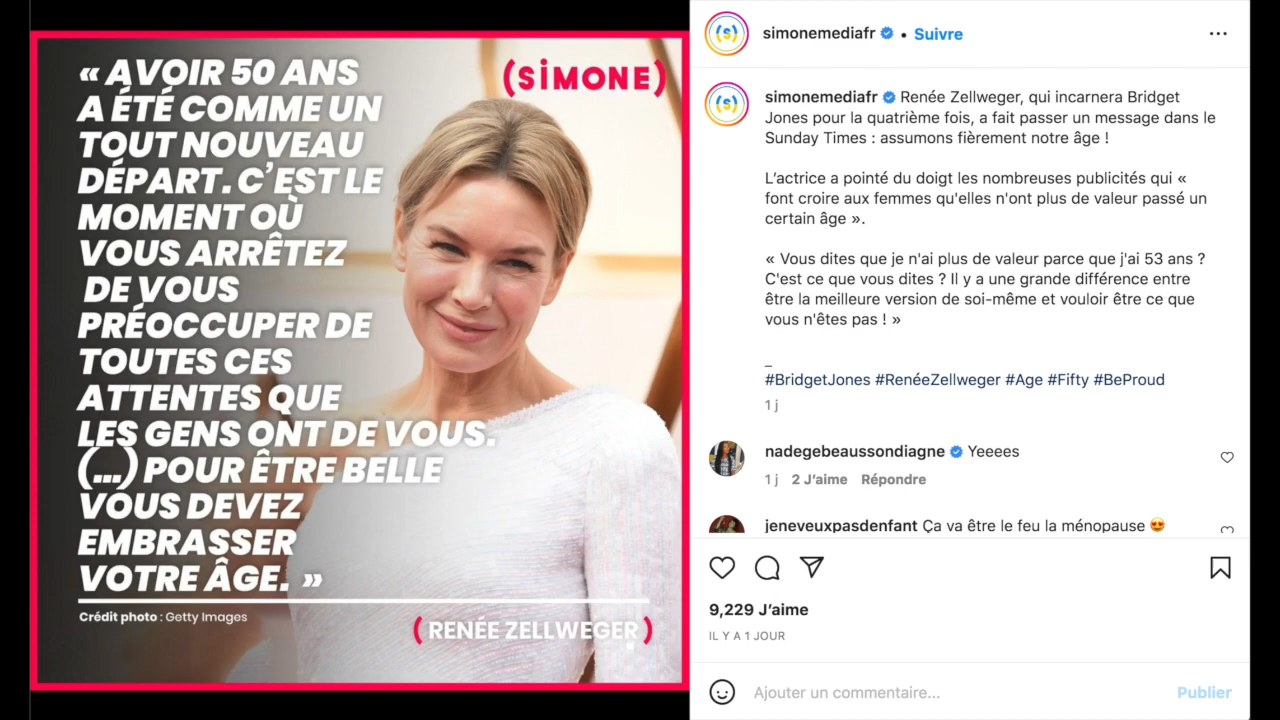 « AVOIR 50 ANS
A ÉTÉ COMME UN
TOUT NOUVEAU
DÉPART. C'EST LE
MOMENT OÙ
VOUS ARRÊTEZ
DE VOUS
PRÉOCCUPER DE
TOUTES CES
ATTENTES QUE
LES GENS ONT DE VOUS.
(...) POUR ÊTRE BELLE
VOUS DEVEZ
EMBRASSER
VOTRE ÂGE. »
(SiMONE)
Crédit photo : Getty Images
( RENÉE ZELLWEGER )
(s)
simonemediafr • Suivre
(s)
simonemediafr Renée Zellweger, qui incarnera Bridget
Jones pour la quatrième fois, a fait passer un message dans le
Sunday Times : assumons fièrement notre âge !
L'actrice a pointé du doigt les nombreuses publicités qui «
font croire aux femmes qu'elles n'ont plus de valeur passé un
certain âge ».
« Vous dites que je n'ai plus de valeur parce que j'ai 53 ans ?
C'est ce que vous dites ? Il y a une grande différence entre
être la meilleure version de soi-même et vouloir être ce que
vous n'êtes pas ! »
_
#BridgetJones #RenéeZellweger #Age #Fifty #BeProud
1 j
nadegebeaussondiagne Yeeees
1 j 2 J'aime Répondre
jeneveuxpasdenfant Ça va être le feu la ménopause 😍
9,229 J'aime
IL Y A 1 JOUR
Ajouter un commentaire...
Publier